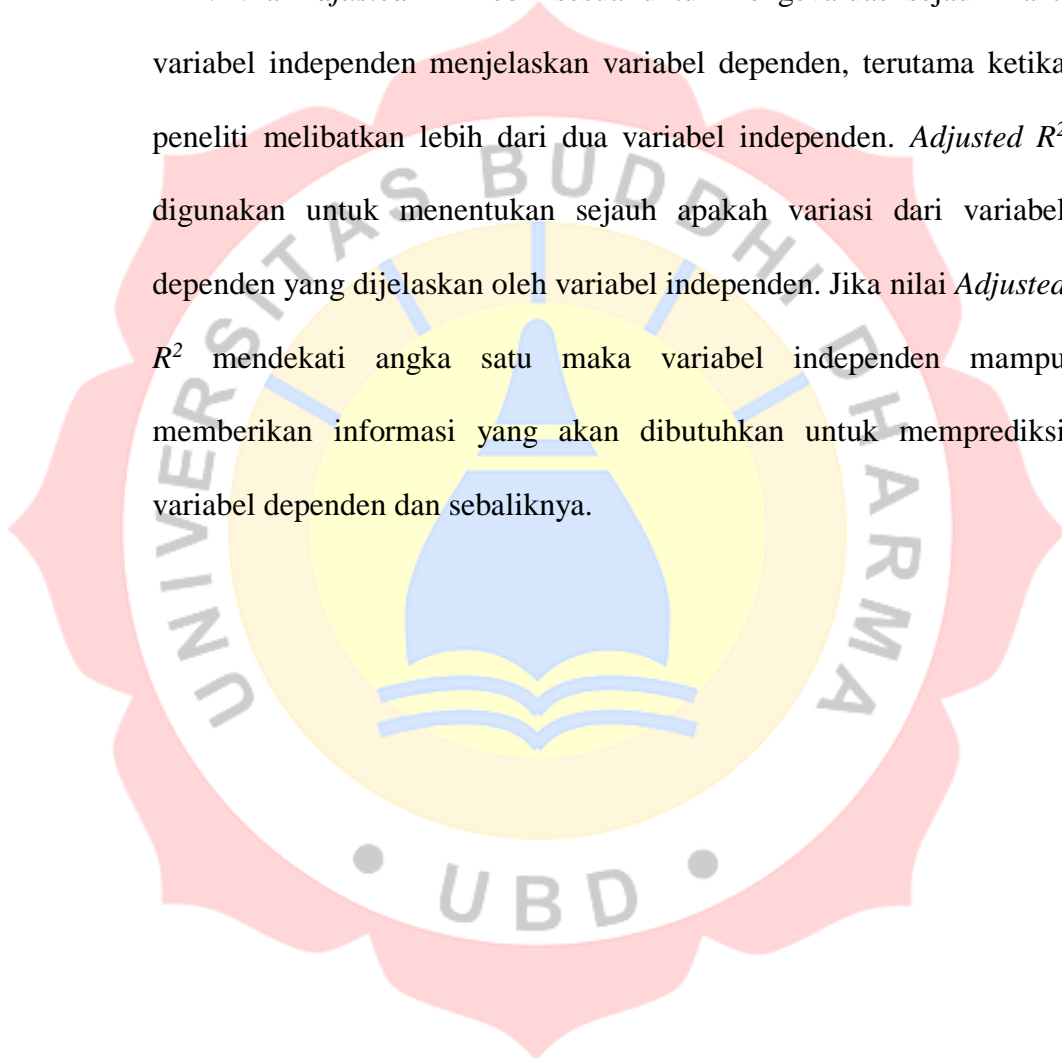 variabel independen menjelaskan variabel dependen, terutama ketika
peneliti melibatkan lebih dari dua variabel independen. Adjusted R²
digunakan untuk menentukan sejauh apakah variasi dari variabel
dependen yang dijelaskan oleh variabel independen. Jika nilai Adjusted
R² mendekati angka satu maka variabel independen mampu
memberikan informasi yang akan dibutuhkan untuk memprediksi
variabel dependen dan sebaliknya.
UNIVERSITAS BUDDHI DHARMA
• UBD •